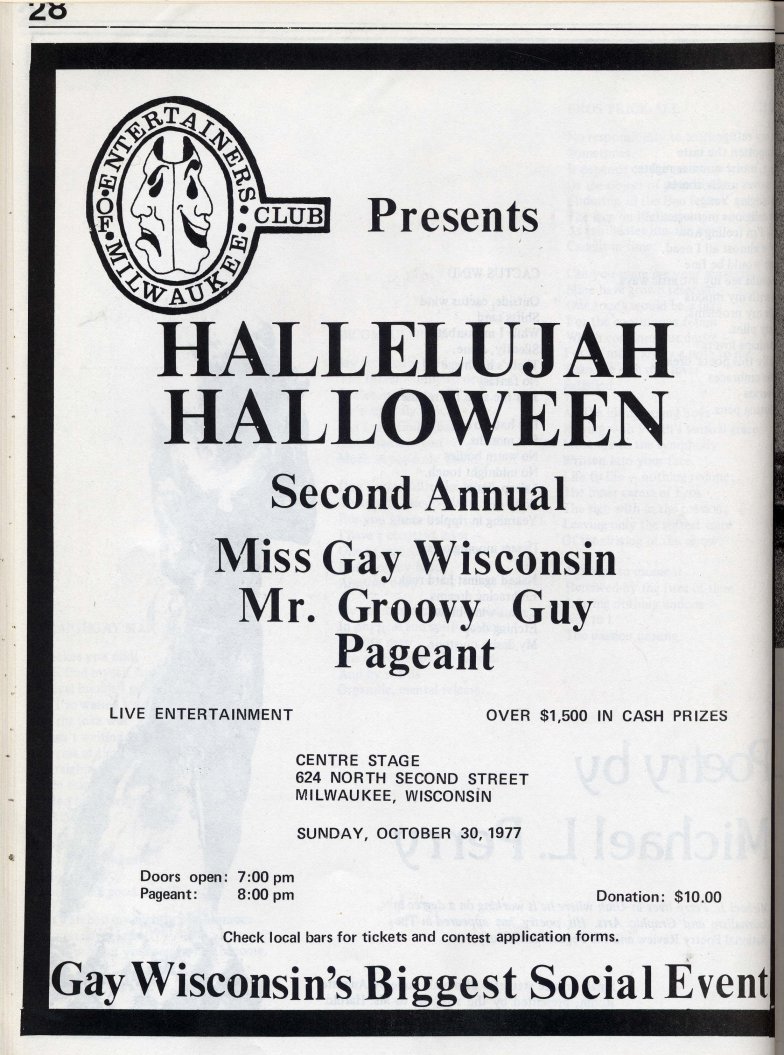 28
ENTERTAINERS
CLUB
OF MILWAUKEE
Presents
HALLELUJAH
HALLOWEEN
Second Annual
Miss Gay Wisconsin
Mr. Groovy Guy
Pageant
LIVE ENTERTAINMENT
OVER $1,500 IN CASH PRIZES
CENTRE STAGE
624 NORTH SECOND STREET
MILWAUKEE, WISCONSIN
SUNDAY, OCTOBER 30, 1977
Doors open: 7:00 pm
Pageant: 8:00 pm
Donation: $10.00
Check local bars for tickets and contest application forms.
Gay Wisconsin's Biggest Social Event